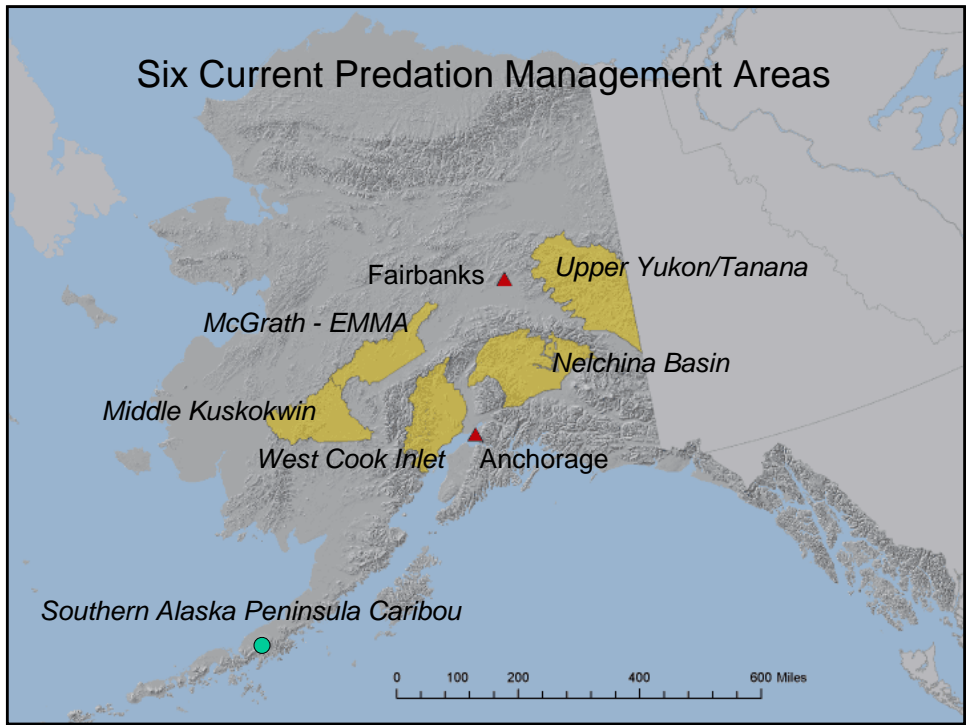 Six Current Predation Management Areas
Fairbanks
Upper Yukon/Tanana
McGrath - EMMA
Nelchina Basin
Middle Kuskokwin
West Cook Inlet
Anchorage
Southern Alaska Peninsula Caribou
0 100 200 400 600 Miles